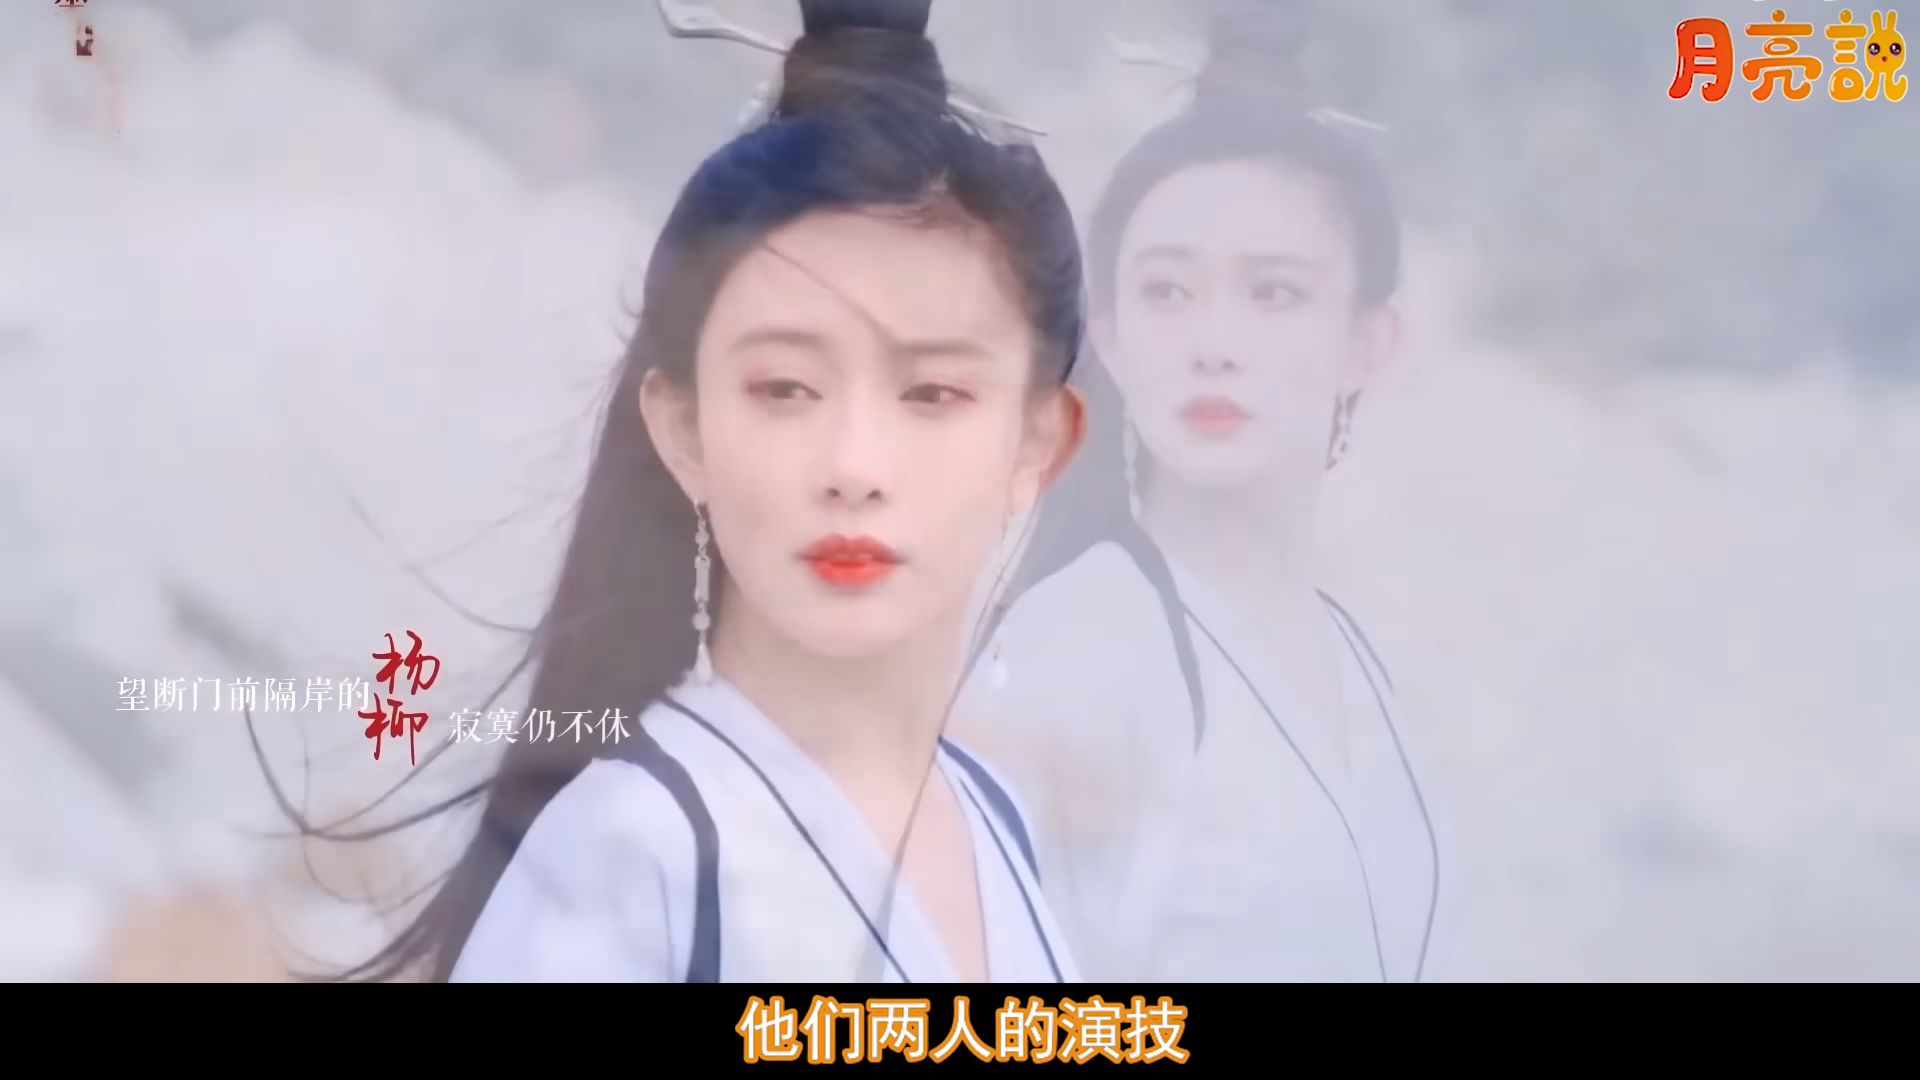 月亮說
望断门前隔岸的
杨柳
寂寞仍不休
他们两人的演技